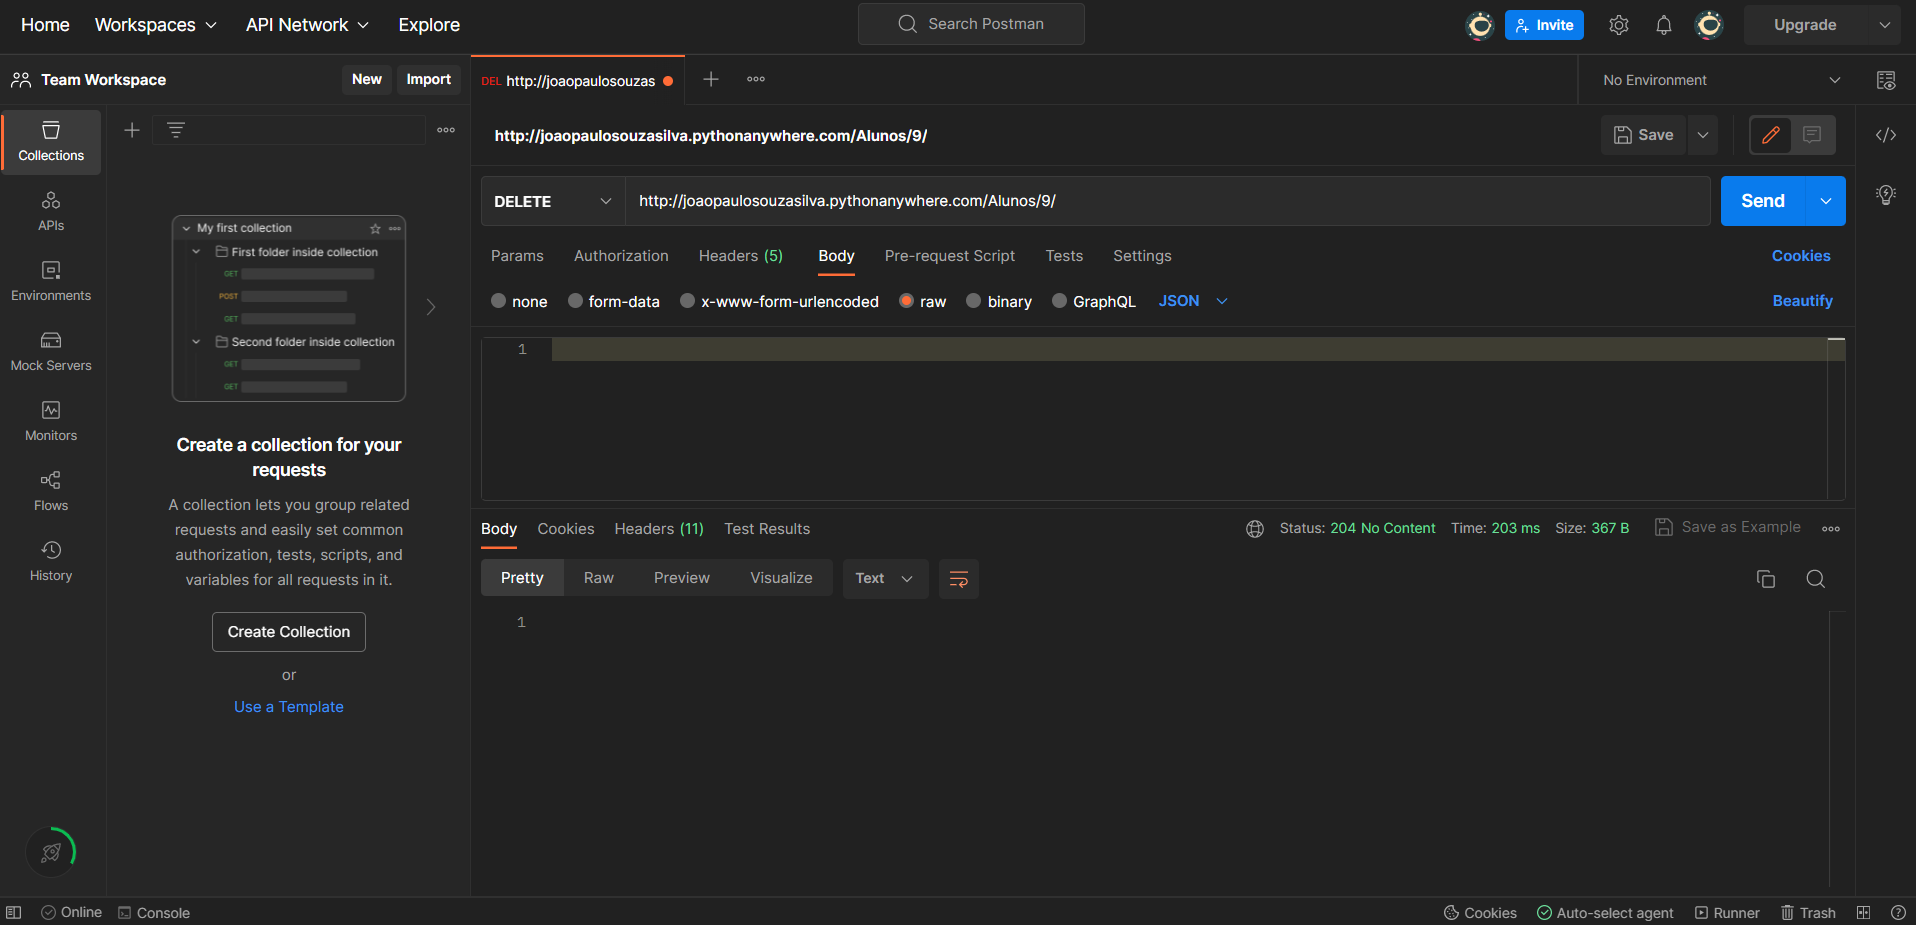 Home Workspaces API Network Explore Search Postman Invite Upgrade
Team Workspace New Import
DEL http://joaopaulosouzas No Environment
Collections
APIs
Environments
Mock Servers
Monitors
Flows
History
My first collection
First folder inside collection
GET
POST
GET
Second folder inside collection
GET
GET
Create a collection for your
requests
A collection lets you group related
requests and easily set common
authorization, tests, scripts, and
variables for all requests in it.
Create Collection
or
Use a Template
http://joaopaulosouzasilva.pythonanywhere.com/Alunos/9/ Save
DELETE http://joaopaulosouzasilva.pythonanywhere.com/Alunos/9/ Send
Params Authorization Headers (5) Body Pre-request Script Tests Settings Cookies
none form-data x-www-form-urlencoded raw binary GraphQL JSON Beautify
1
Body Cookies Headers (11) Test Results Status: 204 No Content Time: 203 ms Size: 367 B Save as Example
Pretty Raw Preview Visualize Text
1
Online Console Cookies Auto-select agent Runner Trash